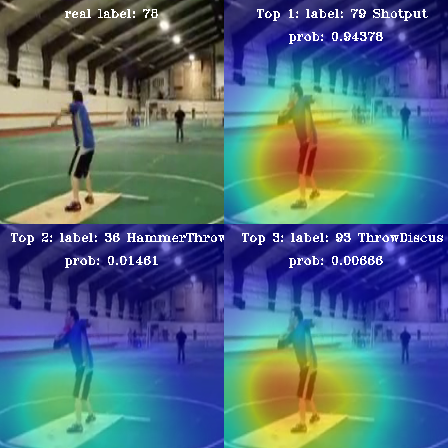 real label: 78
Top 1: label: 79 Shotput
prob: 0.94378
Top 2: label: 36 HammerThrow
prob: 0.01461
Top 3: label: 93 ThrowDiscus
prob: 0.00666